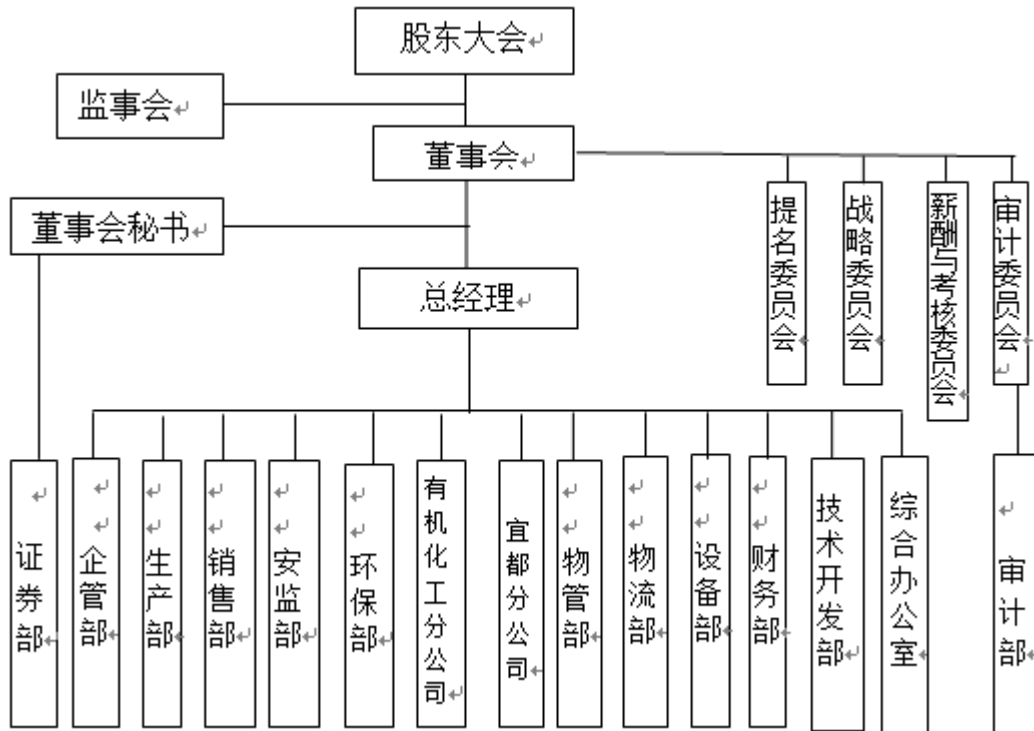 股东大会
监事会
董事会
董事会秘书
总经理
提名委员会
战略委员会
薪酬与考核委员会
审计委员会
证券部
企管部
生产部
销售部
安监部
环保部
有机化工分公司
宜都分公司
物管部
物流部
设备部
财务部
技术开发部
综合办公室
审计部